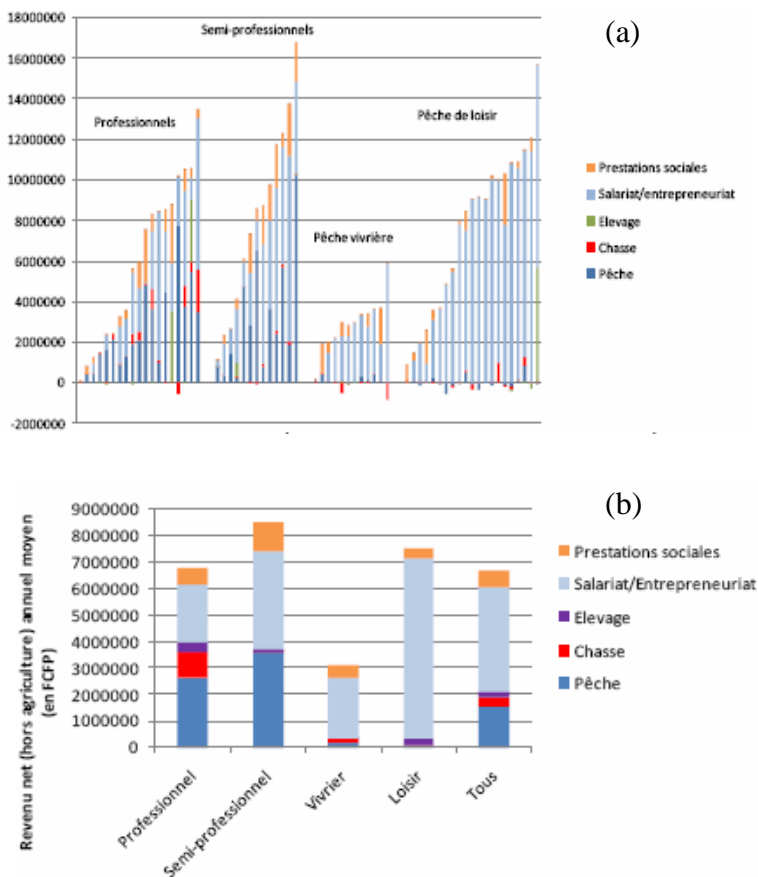 (a)
18000000
16000000
14000000
12000000
10000000
8000000
6000000
4000000
2000000
0
-2000000
Semi-professionnels
Professionnels
Pêche de loisir
Pêche vivrière
Prestations sociales
Salariat/entrepreneuriat
Elevage
Chasse
Pêche
(b)
Revenu net (hors agriculture) annuel moyen
(en FCFP)
9000000
8000000
7000000
6000000
5000000
4000000
3000000
2000000
1000000
0
Professionnel
Semi-professionnel
Vivrier
Loisir
Tous
Prestations sociales
Salariat/Entrepreneuriat
Elevage
Chasse
Pêche